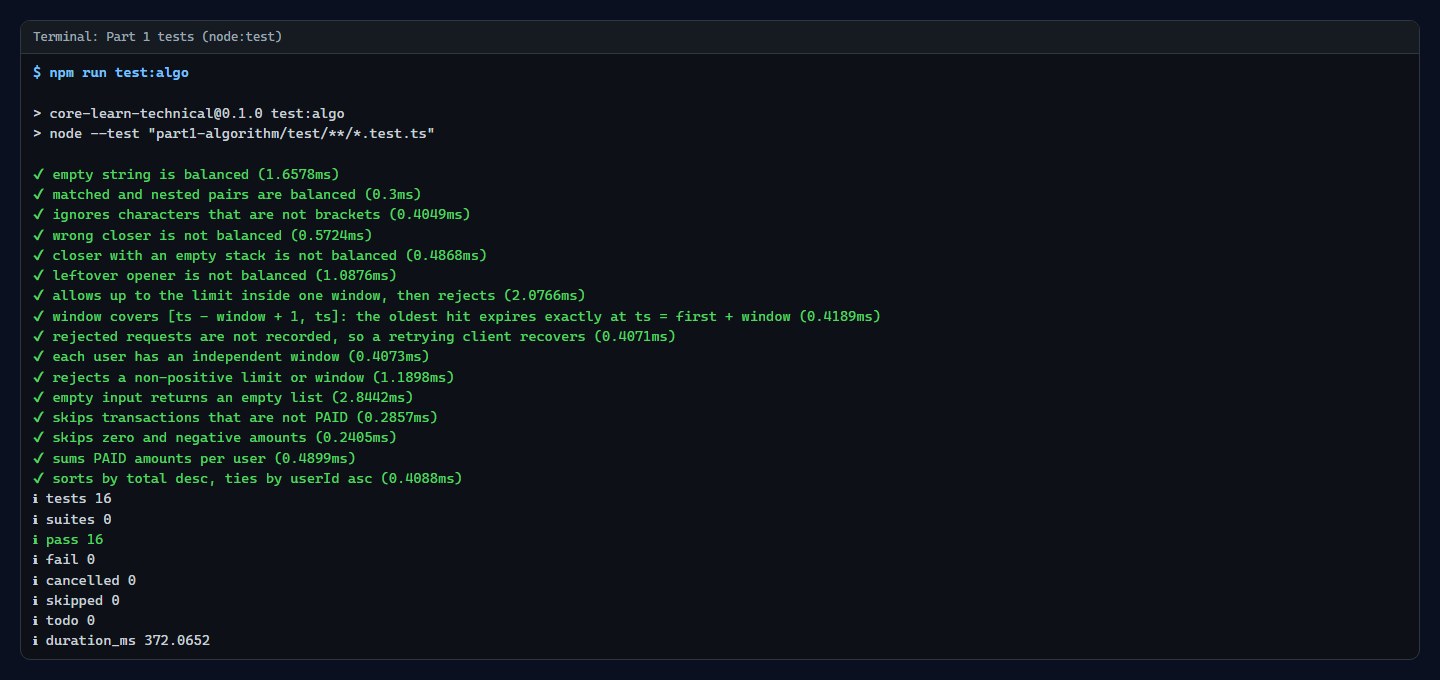 Terminal: Part 1 tests (node:test)
$ npm run test:algo
> core-learn-technical@0.1.0 test:algo
> node --test "part1-algorithm/test/**/*.test.ts"
✓ empty string is balanced (1.6578ms)
✓ matched and nested pairs are balanced (0.3ms)
✓ ignores characters that are not brackets (0.4049ms)
✓ wrong closer is not balanced (0.5724ms)
✓ closer with an empty stack is not balanced (0.4868ms)
✓ leftover opener is not balanced (1.0876ms)
✓ allows up to the limit inside one window, then rejects (2.0766ms)
✓ window covers [ts - window + 1, ts]: the oldest hit expires exactly at ts = first + window (0.4189ms)
✓ rejected requests are not recorded, so a retrying client recovers (0.4071ms)
✓ each user has an independent window (0.4073ms)
✓ rejects a non-positive limit or window (1.1898ms)
✓ empty input returns an empty list (2.8442ms)
✓ skips transactions that are not PAID (0.2857ms)
✓ skips zero and negative amounts (0.2405ms)
✓ sums PAID amounts per user (0.4899ms)
✓ sorts by total desc, ties by userId asc (0.4088ms)
ℹ tests 16
ℹ suites 0
ℹ pass 16
ℹ fail 0
ℹ cancelled 0
ℹ skipped 0
ℹ todo 0
ℹ duration_ms 372.0652